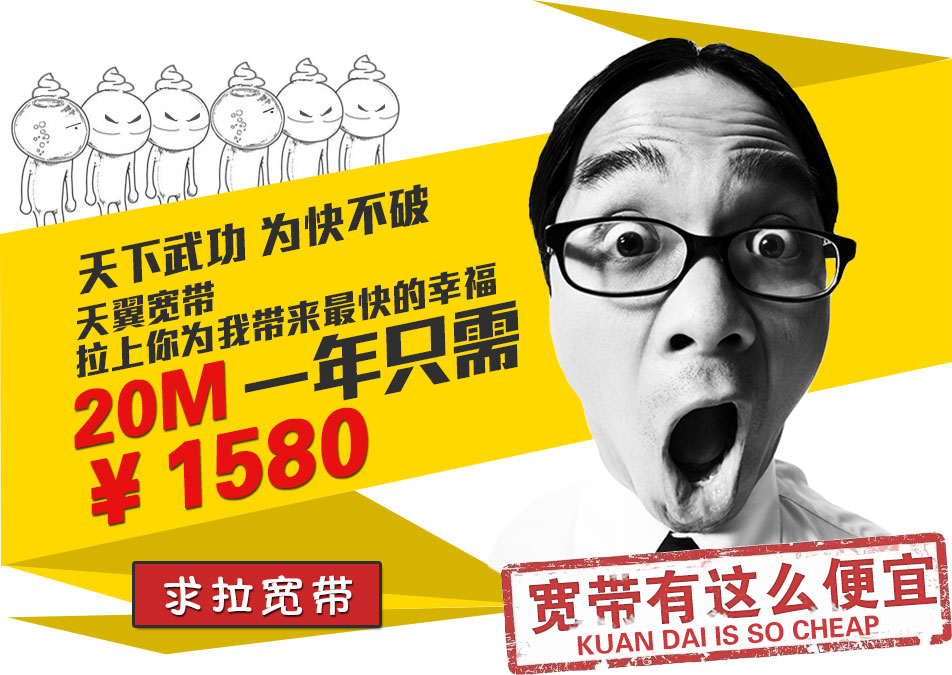 天下武功 为快不破
天翼宽带
拉上你为我带来最快的幸福
20M 一年只需
￥1580
求拉宽带
宽带有这么便宜
KUAN DAI IS SO CHEAP